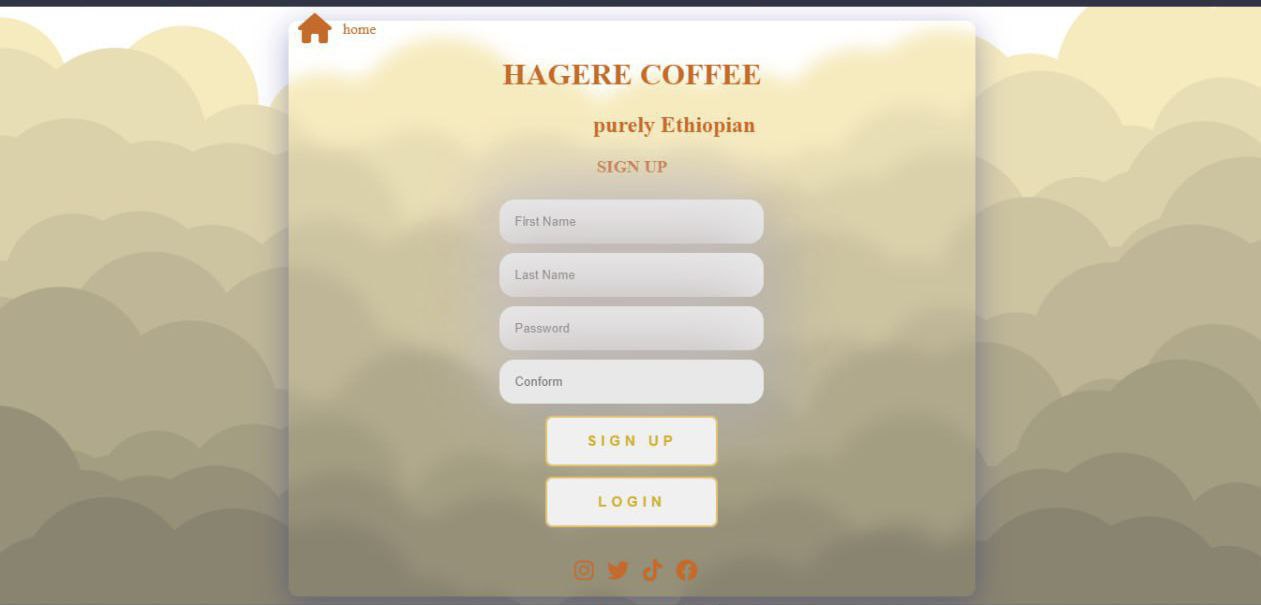 home
HAGERE COFFEE
purely Ethiopian
SIGN UP
First Name
Last Name
Password
Conform
SIGN UP
LOGIN